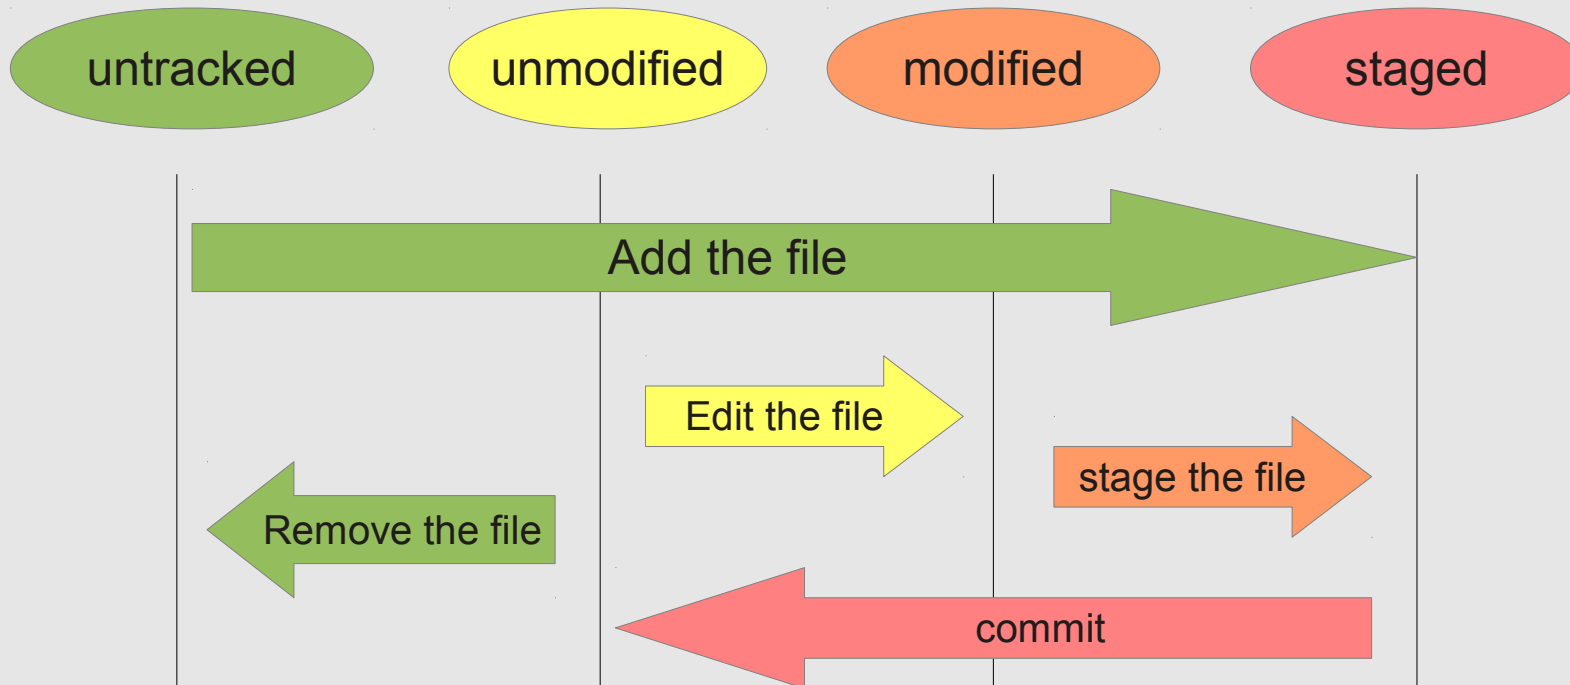 untracked
unmodified
modified
staged
Add the file
Edit the file
stage the file
Remove the file
commit